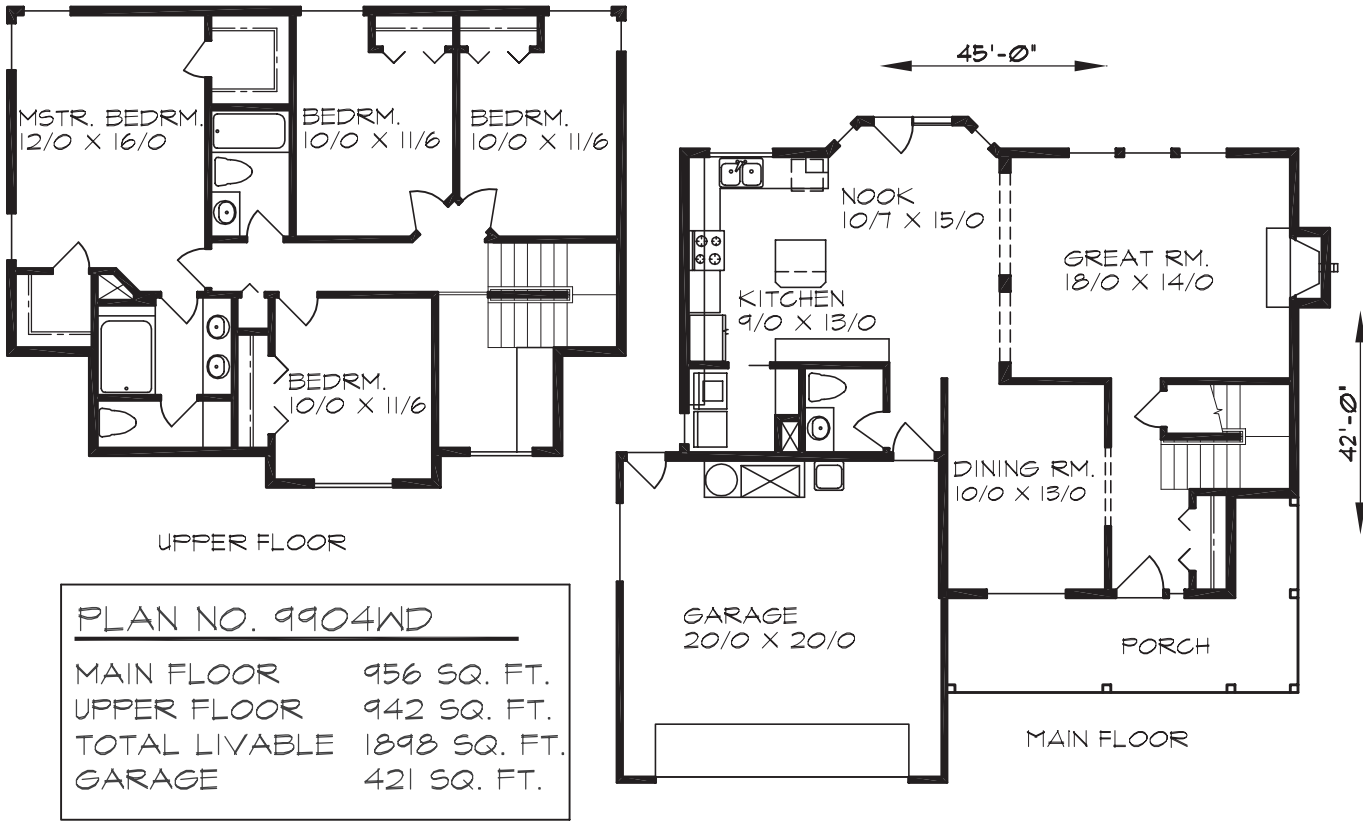 MSTR. BEDRM.
12/0 X 16/0
BEDRM.
10/0 X 11/6
BEDRM.
10/0 X 11/6
BEDRM.
10/0 X 11/6
UPPER FLOOR
PLAN NO. 9904WD
MAIN FLOOR 956 SQ. FT.
UPPER FLOOR 942 SQ. FT.
TOTAL LIVABLE 1898 SQ. FT.
GARAGE 421 SQ. FT.
45'-0"
NOOK
10/7 X 15/0
GREAT RM.
18/0 X 14/0
KITCHEN
9/0 X 13/0
42'-0"
DINING RM.
10/0 X 13/0
GARAGE
20/0 X 20/0
PORCH
MAIN FLOOR